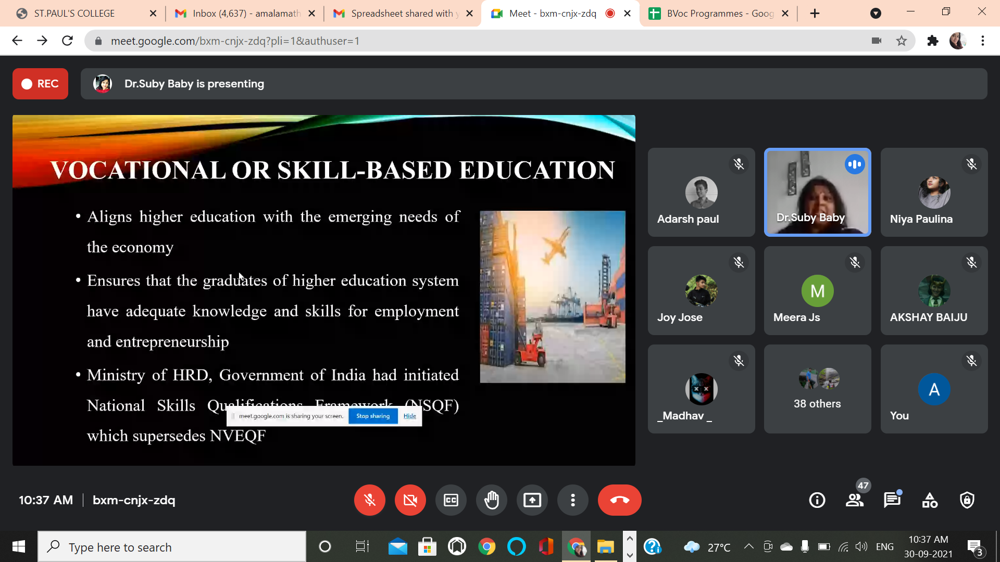 ST.PAUL'S COLLEGE
Inbox (4,637) - amalamath
Spreadsheet shared with y
Meet - bxm-cnjx-zdq
BVoc Programmes - Goog
meet.google.com/bxm-cnjx-zdq?pli=1&authuser=1
REC
Dr.Suby Baby is presenting
VOCATIONAL OR SKILL-BASED EDUCATION
• Aligns higher education with the emerging needs of
the economy
• Ensures that the graduates of higher education system
have adequate knowledge and skills for employment
and entrepreneurship
• Ministry of HRD, Government of India had initiated
National Skills Qualifications Framework (NSQF)
meet.google.com is sharing your screen. Stop sharing Hide
which supersedes NVEQF
Adarsh paul
Dr.Suby Baby
Niya Paulina
Joy Jose
M
Meera Js
AKSHAY BAIJU
_Madhav _
38 others
A
You
10:37 AM | bxm-cnjx-zdq
CC
47
Type here to search
27°C
ENG
10:37 AM
30-09-2021
3